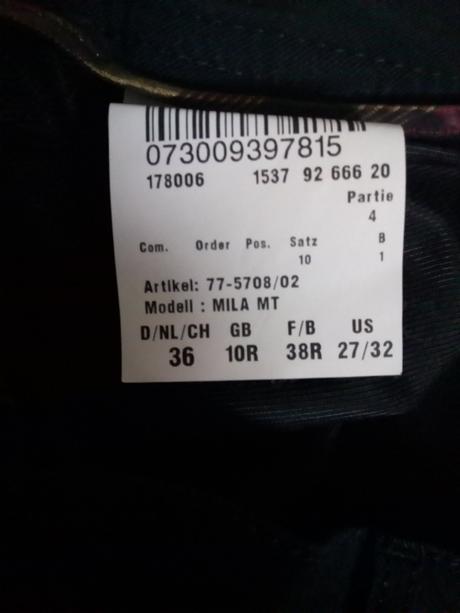 073009397815
178006 1537 92 666 20
Partie
4
Com. Order Pos. Satz B
10 1
Artikel: 77-5708/02
Modell : MILA MT
D/NL/CH GB F/B US
36 10R 38R 27/32